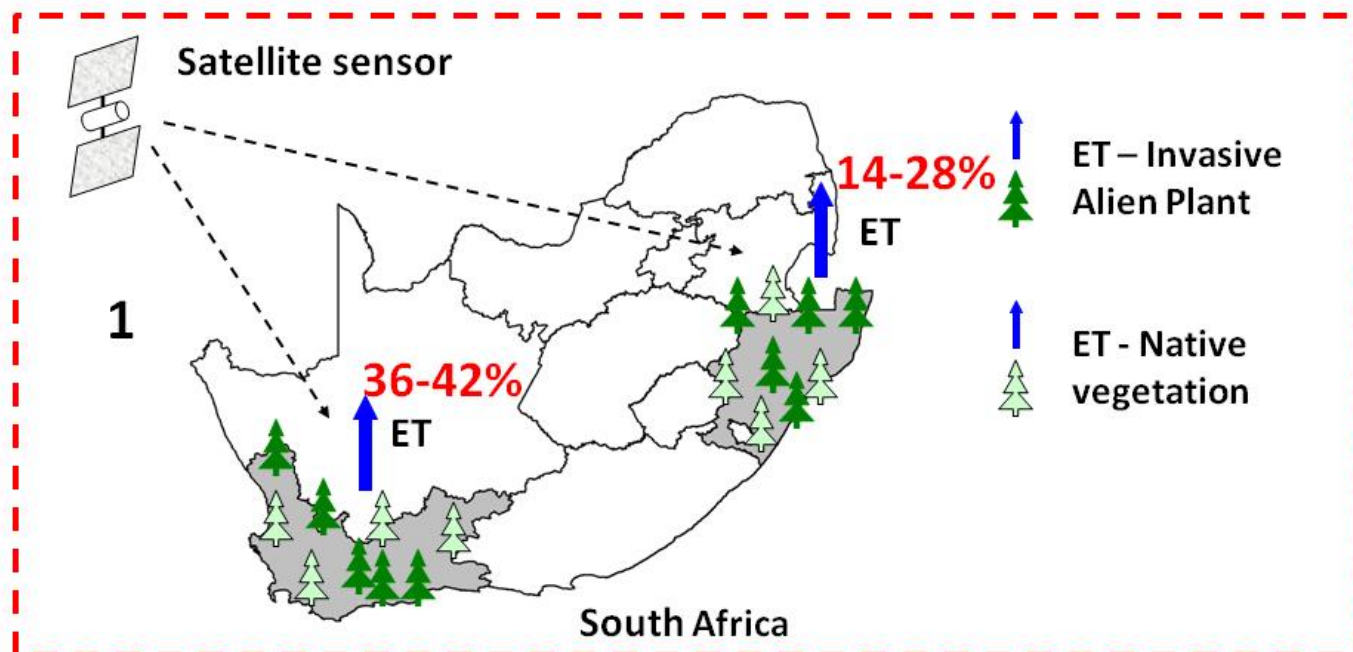 Satellite sensor
14-28%
ET
ET – Invasive
Alien Plant
1
36-42%
ET
ET - Native
vegetation
South Africa